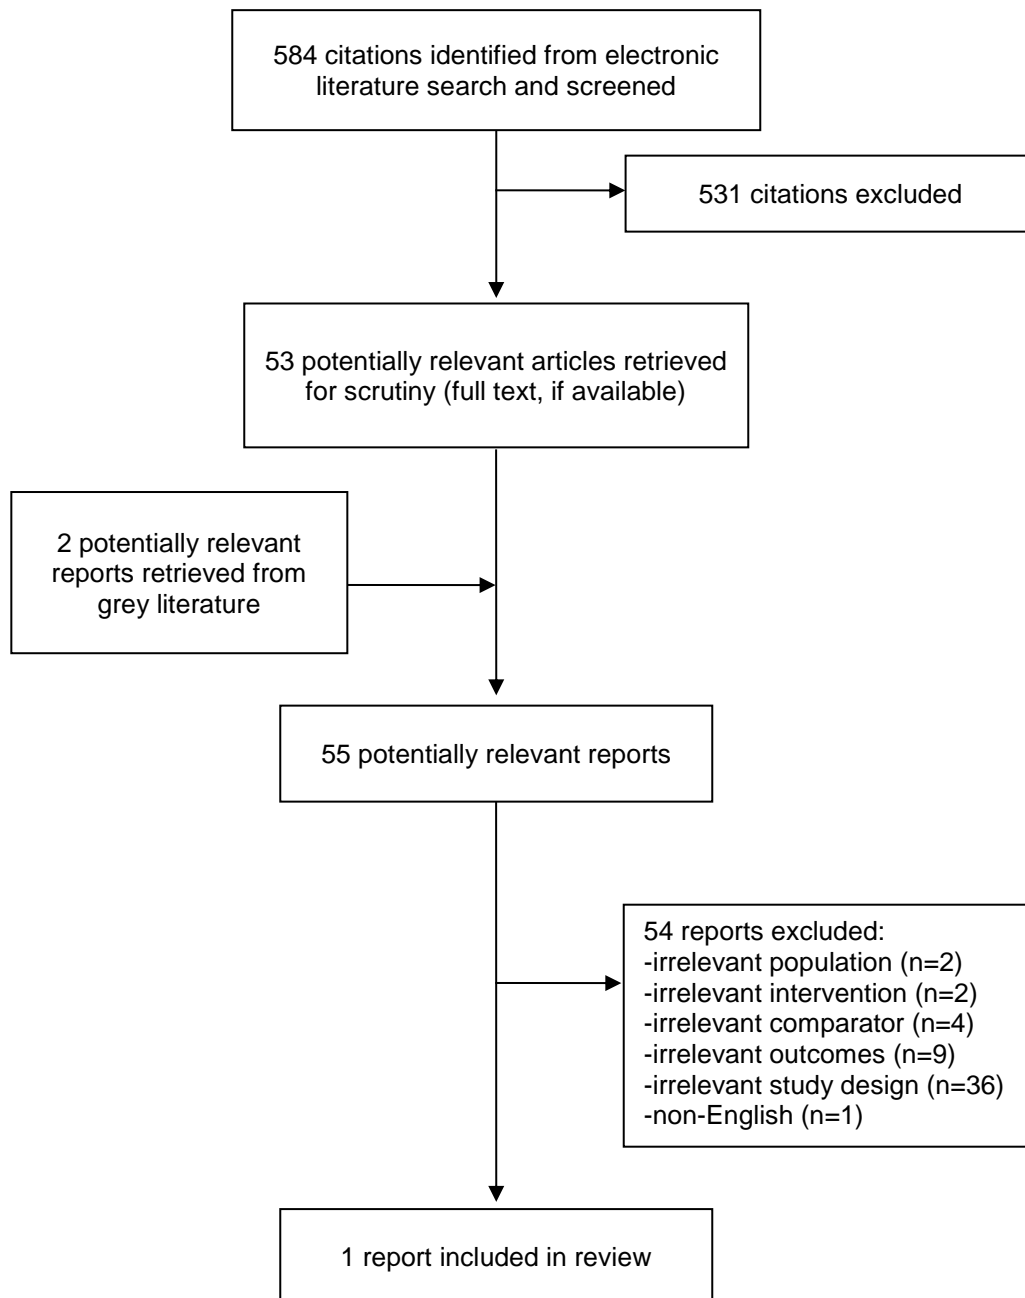 584 citations identified from electronic
literature search and screened
531 citations excluded
53 potentially relevant articles retrieved
for scrutiny (full text, if available)
2 potentially relevant
reports retrieved from
grey literature
55 potentially relevant reports
54 reports excluded:
-irrelevant population (n=2)
-irrelevant intervention (n=2)
-irrelevant comparator (n=4)
-irrelevant outcomes (n=9)
-irrelevant study design (n=36)
-non-English (n=1)
1 report included in review